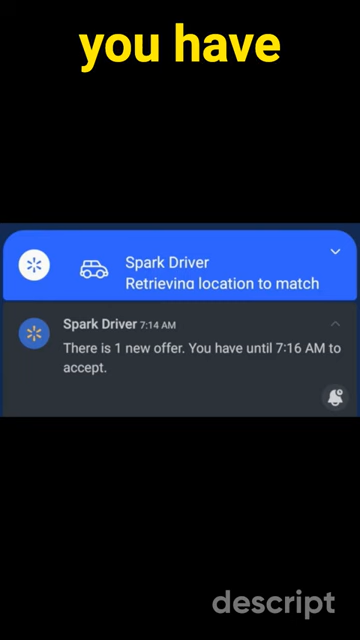 you have
Spark Driver
Retrieving location to match
Spark Driver 7:14 AM
There is 1 new offer. You have until 7:16 AM to
accept.
descript